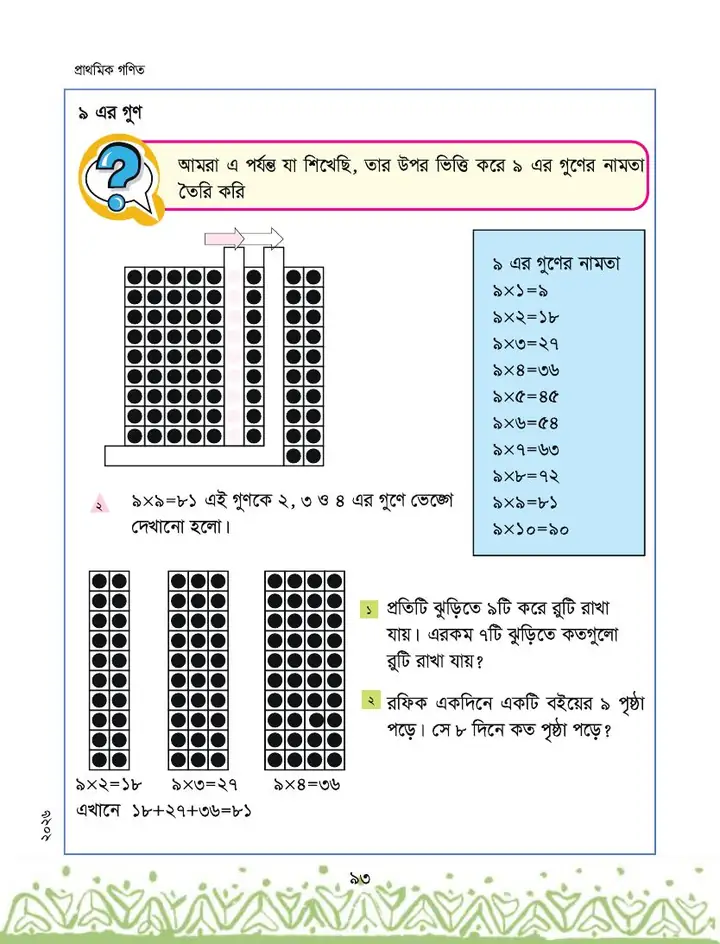 প্রাথমিক গণিত
৯ এর গুণ
?
আমরা এ পর্যন্ত যা শিখেছি, তার উপর ভিত্তি করে ৯ এর গুণের নামতা
তৈরি করি
৯ এর গুণের নামতা
৯×১=৯
৯×২=১৮
৯×৩=২৭
৯×৪=৩৬
৯×৫=৪৫
৯×৬=৫৪
৯×৭=৬৩
৯×৮=৭২
৯×৯=৮১
৯×১০=৯০
২
৯×৯=৮১ এই গুণকে ২, ৩ ও ৪ এর গুণে ভেঙ্গে
দেখানো হলো।
৯×২=১৮ ৯×৩=২৭ ৯×৪=৩৬
এখানে ১৮+২৭+৩৬=৮১
১ প্রতিটি ঝুড়িতে ৯টি করে রুটি রাখা
যায়। এরকম ৭টি ঝুড়িতে কতগুলো
রুটি রাখা যায়?
২ রফিক একদিনে একটি বইয়ের ৯ পৃষ্ঠা
পড়ে। সে ৮ দিনে কত পৃষ্ঠা পড়ে?
২০২৬
৯৩